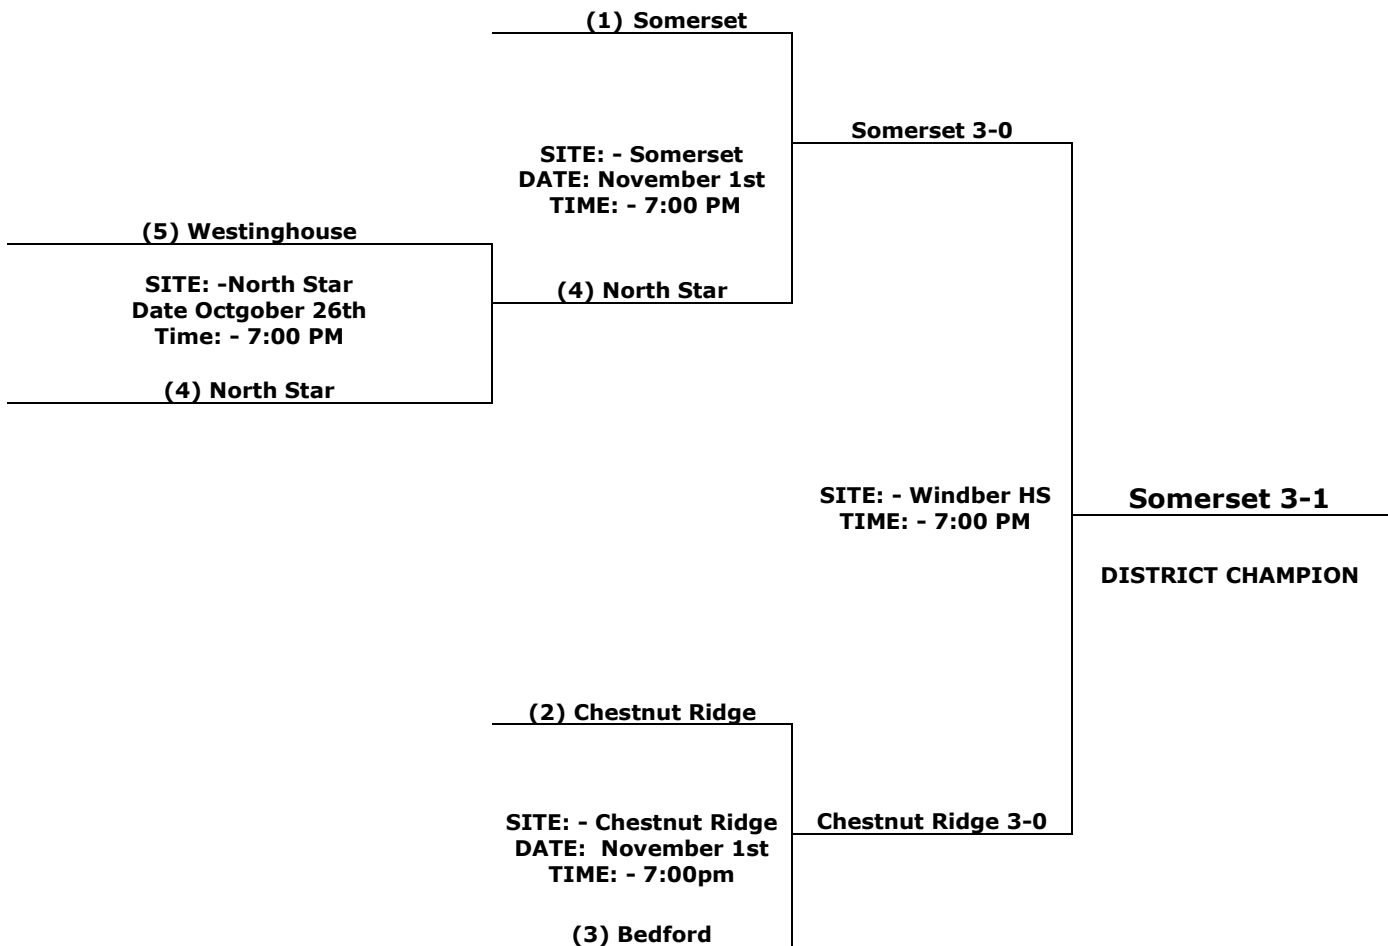 (1) Somerset
Somerset 3-0
SITE: - Somerset
DATE: November 1st
TIME: - 7:00 PM
(5) Westinghouse
SITE: -North Star
Date Octgober 26th
Time: - 7:00 PM
(4) North Star
(4) North Star
SITE: - Windber HS
TIME: - 7:00 PM
Somerset 3-1
DISTRICT CHAMPION
(2) Chestnut Ridge
SITE: - Chestnut Ridge
DATE:  November 1st
TIME: - 7:00pm
Chestnut Ridge 3-0
(3) Bedford